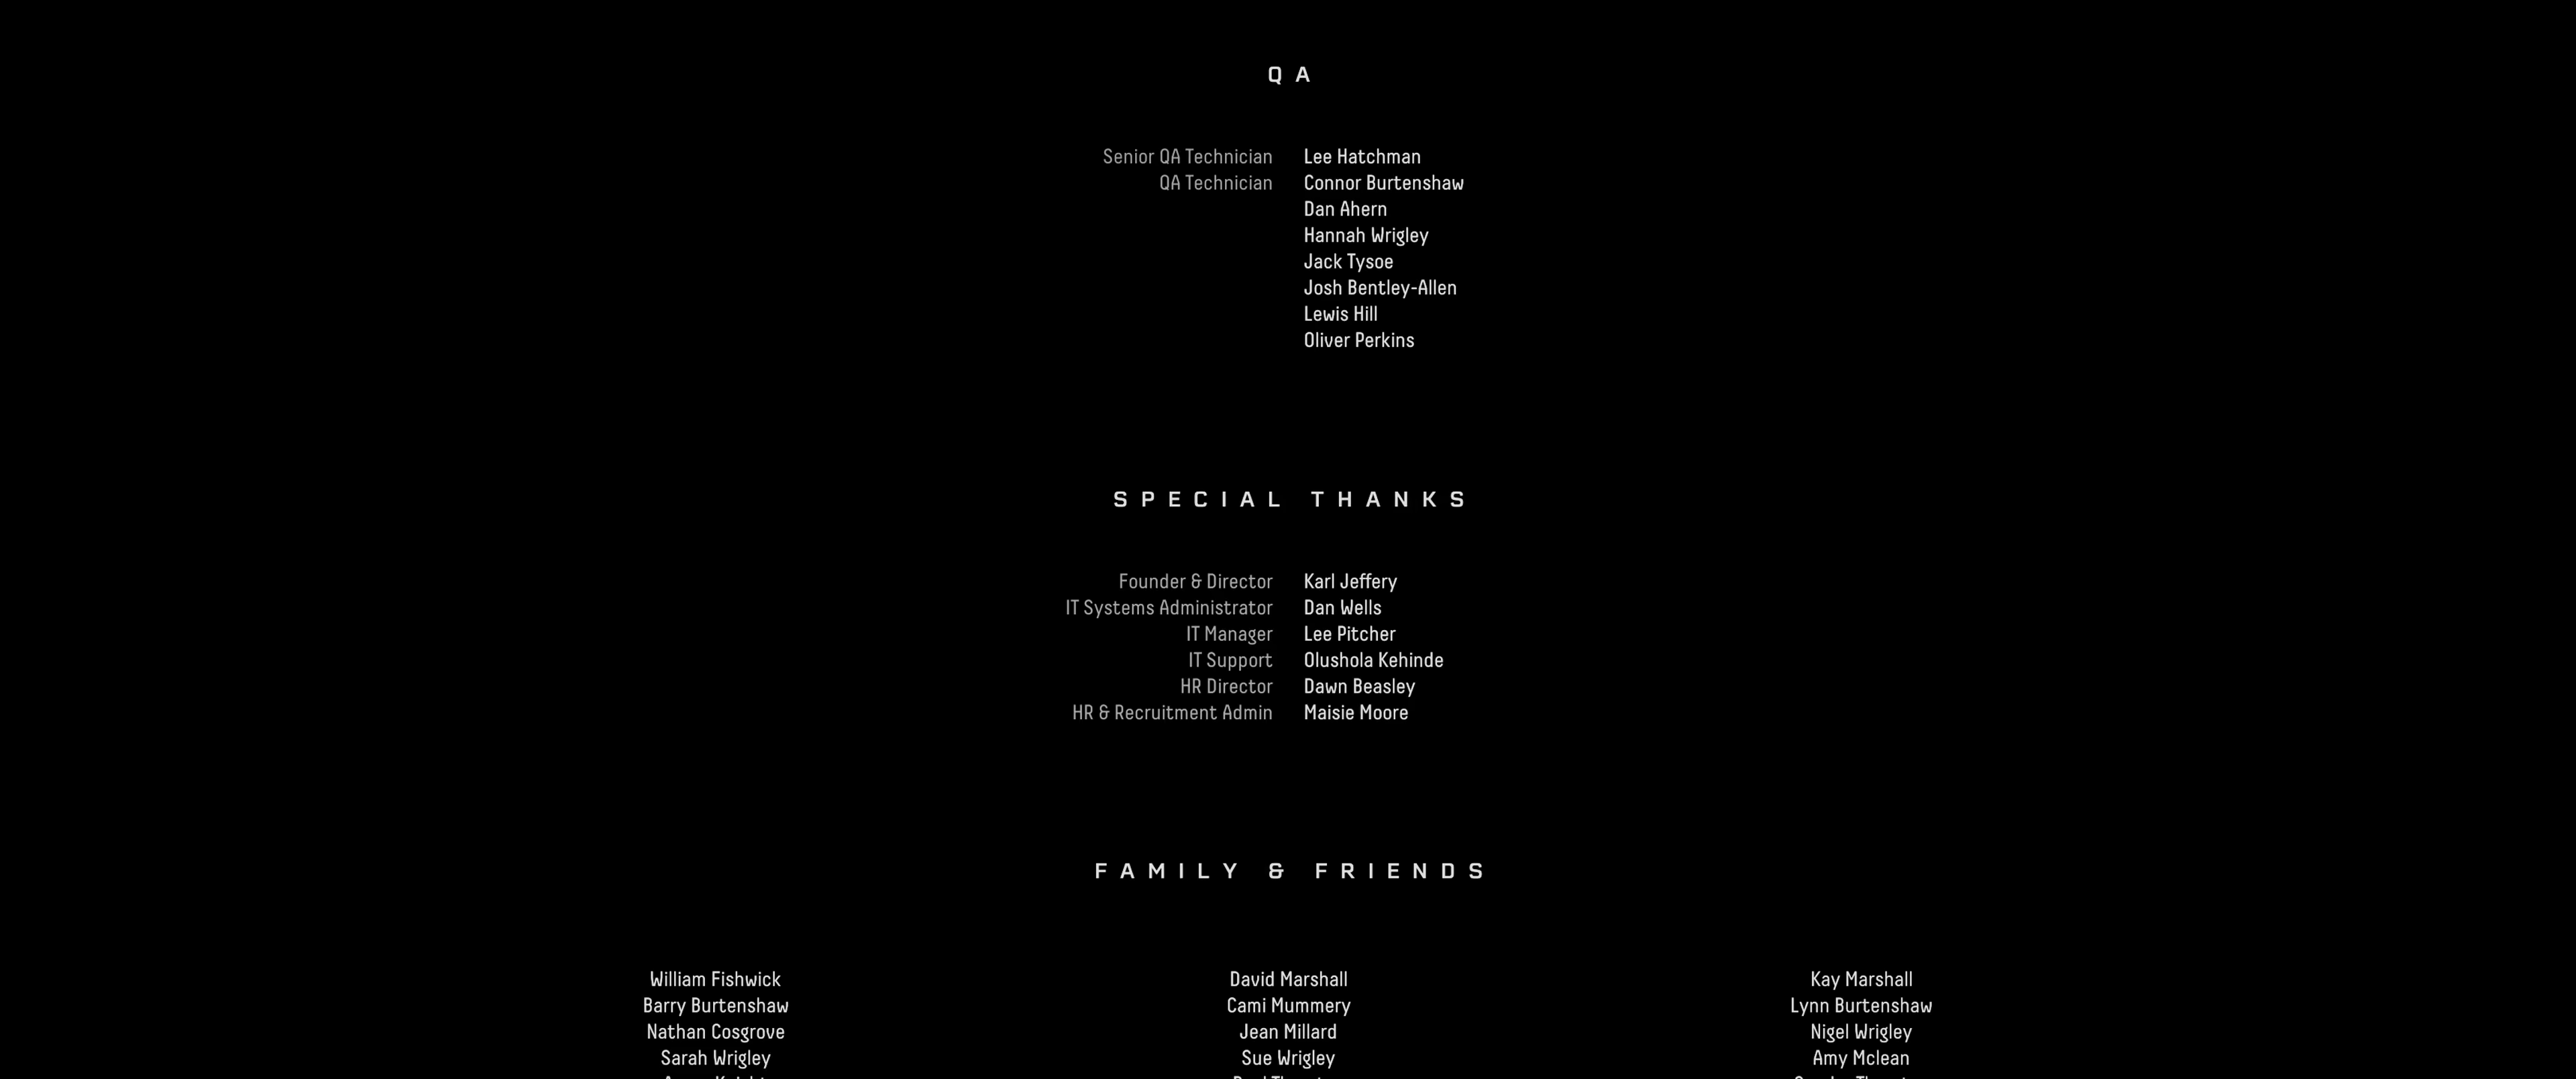 QA
Senior QA Technician Lee Hatchman
QA Technician Connor Burtenshaw
Dan Ahern
Hannah Wrigley
Jack Tysoe
Josh Bentley-Allen
Lewis Hill
Oliver Perkins
SPECIAL THANKS
Founder & Director Karl Jeffery
IT Systems Administrator Dan Wells
IT Manager Lee Pitcher
IT Support Olushola Kehinde
HR Director Dawn Beasley
HR & Recruitment Admin Maisie Moore
FAMILY & FRIENDS
William Fishwick David Marshall Kay Marshall
Barry Burtenshaw Cami Mummery Lynn Burtenshaw
Nathan Cosgrove Jean Millard Nigel Wrigley
Sarah Wrigley Sue Wrigley Amy Mclean